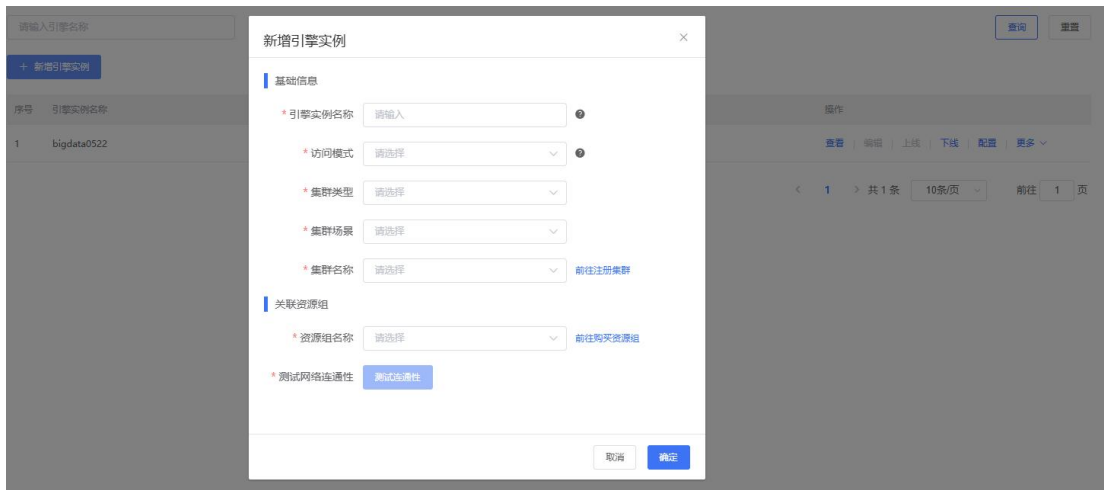 请输入引擎名称
查询 重置
+ 新增引擎实例
序号 引擎实例名称 操作
1 bigdata0522 查看 编辑 上线 下线 配置 更多
< 1 > 共 1 条 10条/页 前往 1 页
新增引擎实例 ×
基础信息
* 引擎实例名称 请输入 ?
* 访问模式 请选择 ?
* 集群类型 请选择
* 集群场景 请选择
* 集群名称 请选择 前往注册集群
关联资源组
* 资源组名称 请选择 前往购买资源组
* 测试网络连通性 测试连通性
取消 确定